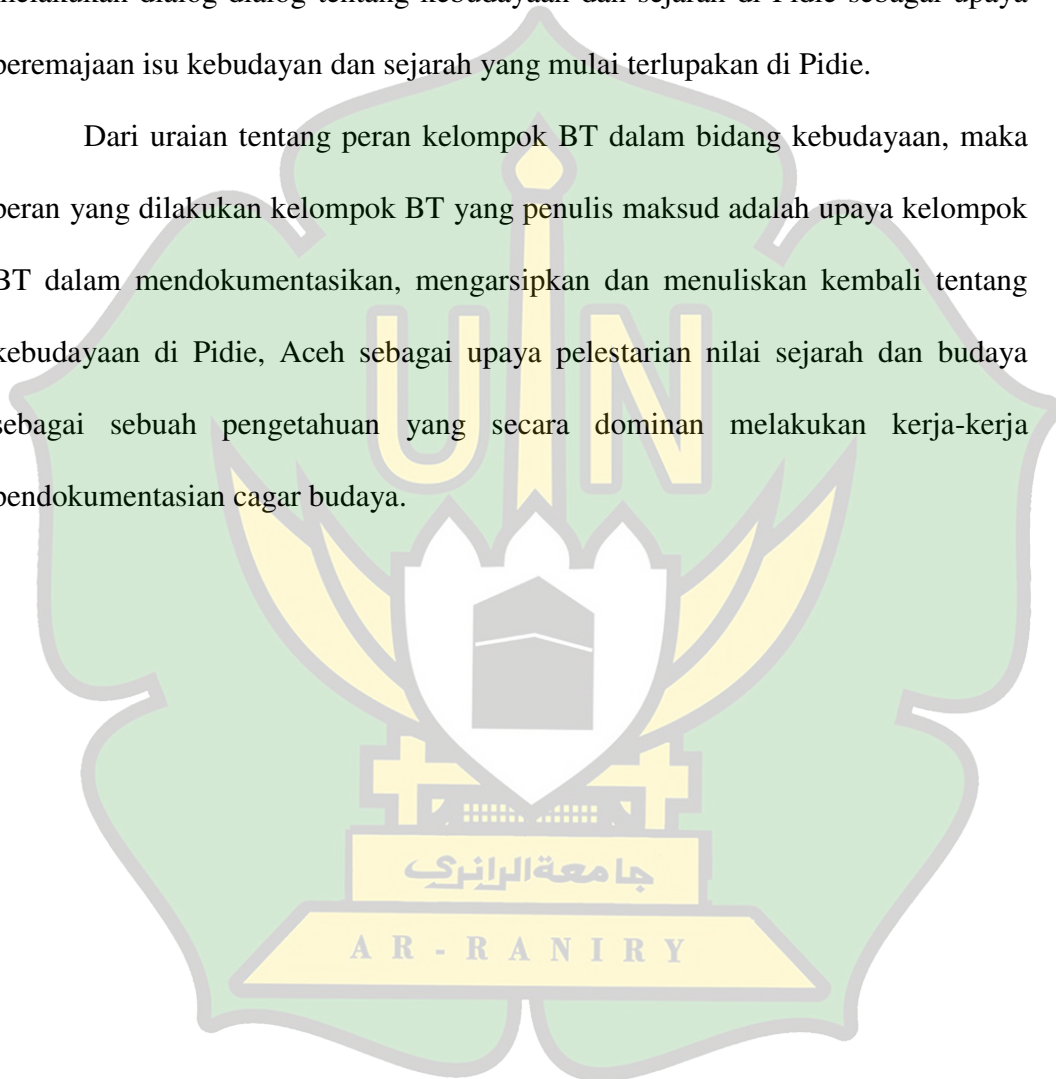 melakukan dialog-dialog tentang kebudayaan dan sejarah di Pidie sebagai upaya
peremajaan isu kebudayan dan sejarah yang mulai terlupakan di Pidie.
Dari uraian tentang peran kelompok BT dalam bidang kebudayaan, maka
peran yang dilakukan kelompok BT yang penulis maksud adalah upaya kelompok
BT dalam mendokumentasikan, mengarsipkan dan menuliskan kembali tentang
kebudayaan di Pidie, Aceh sebagai upaya pelestarian nilai sejarah dan budaya
sebagai sebuah pengetahuan yang secara dominan melakukan kerja-kerja
pendokumentasian cagar budaya.
UIN
جامعةالرانري
AR-RANIRY